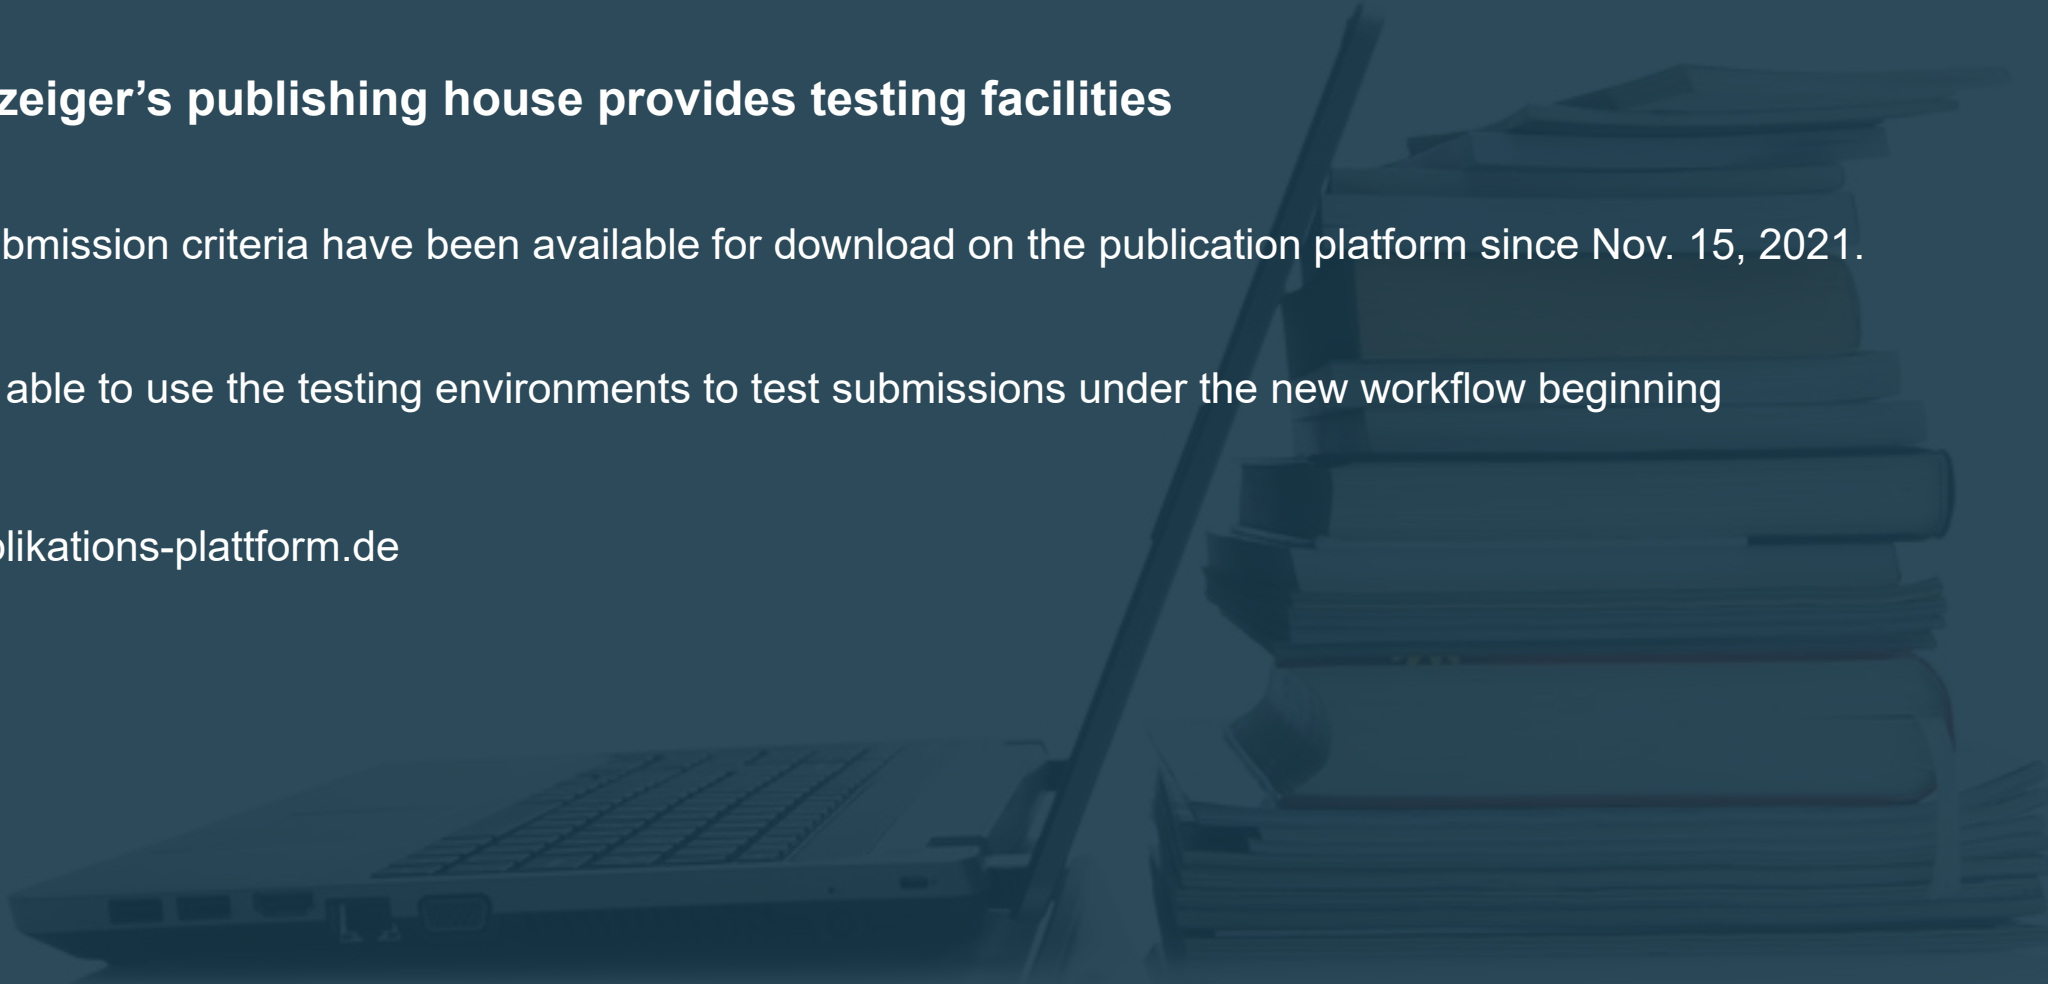 zeiger’s publishing house provides testing facilities
bmission criteria have been available for download on the publication platform since Nov. 15, 2021.
able to use the testing environments to test submissions under the new workflow beginning
blikations-plattform.de